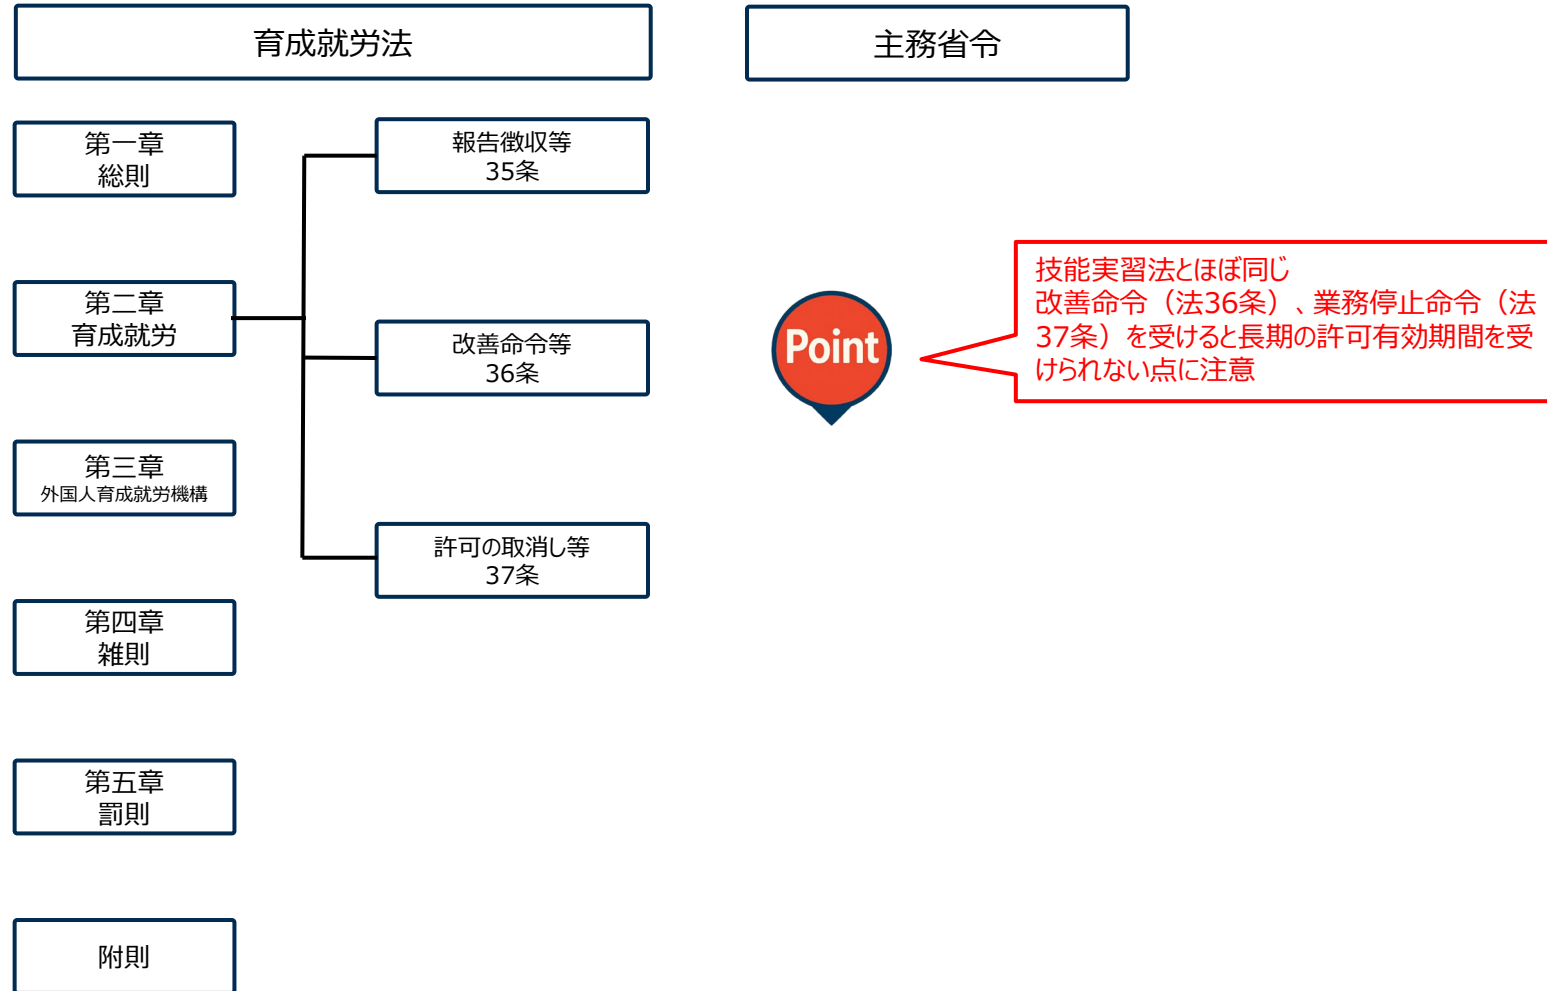 育成就労法
主務省令
第一章
総則
報告徴収等
35条
第二章
育成就労
改善命令等
36条
Point
技能実習法とほぼ同じ
改善命令（法36条）、業務停止命令（法
37条）を受けると長期の許可有効期間を受
けられない点に注意
第三章
外国人育成就労機構
許可の取消し等
37条
第四章
雑則
第五章
罰則
附則